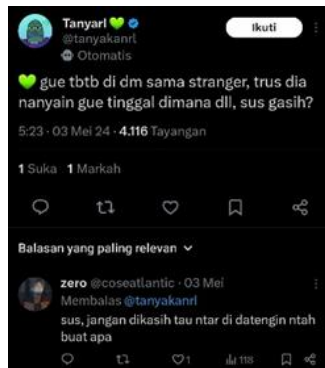 Tanyarl 💚
Ikuti
@tanyakanrl
Otomatis
💚 gue tbtb di dm sama stranger, trus dia
nanyain gue tinggal dimana dll, sus gasih?
5:23 · 03 Mei 24 · 4.116 Tayangan
1 Suka 1 Markah
Balasan yang paling relevan
zero @coseatlantic · 03 Mei
Membalas @tanyakanrl
sus, jangan dikasih tau ntar di datengin ntah
buat apa
1 118